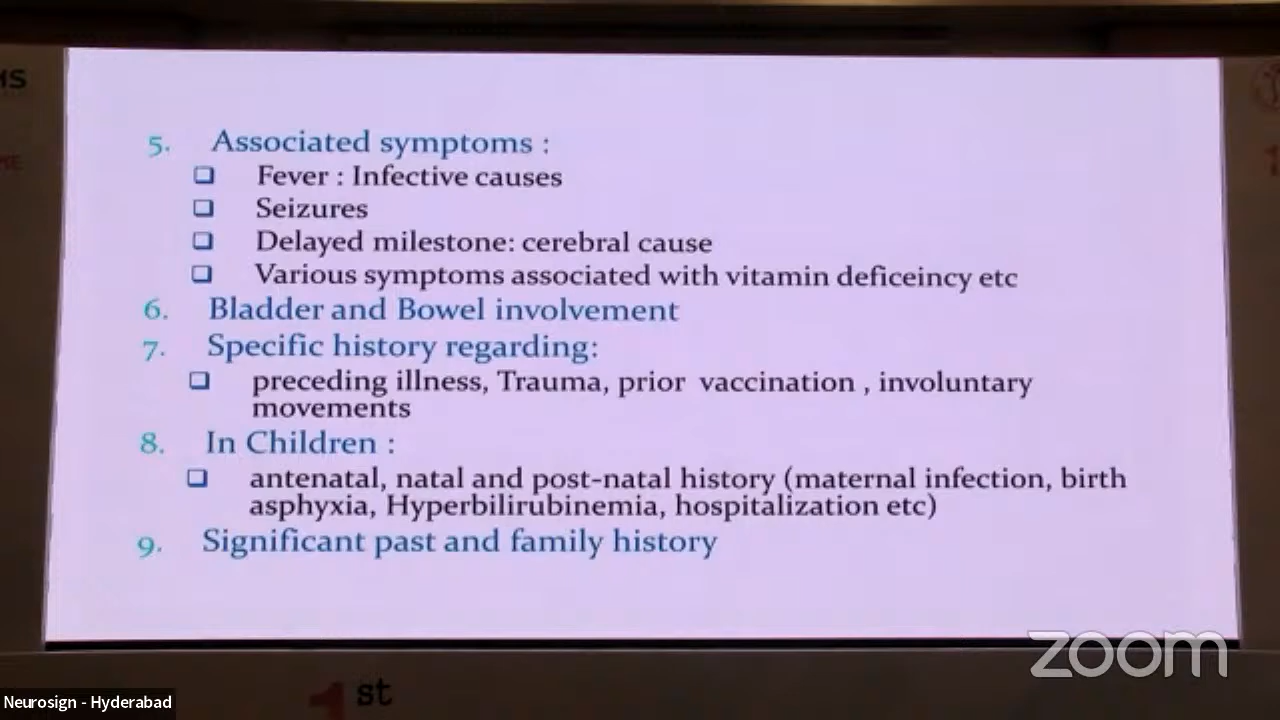 HS
5. Associated symptoms :
❑ Fever : Infective causes
❑ Seizures
❑ Delayed milestone: cerebral cause
❑ Various symptoms associated with vitamin deficeincy etc
6. Bladder and Bowel involvement
7. Specific history regarding:
❑ preceding illness, Trauma, prior vaccination , involuntary
movements
8. In Children :
❑ antenatal, natal and post-natal history (maternal infection, birth
asphyxia, Hyperbilirubinemia, hospitalization etc)
9. Significant past and family history
zoom
Neurosign - Hyderabad
1st